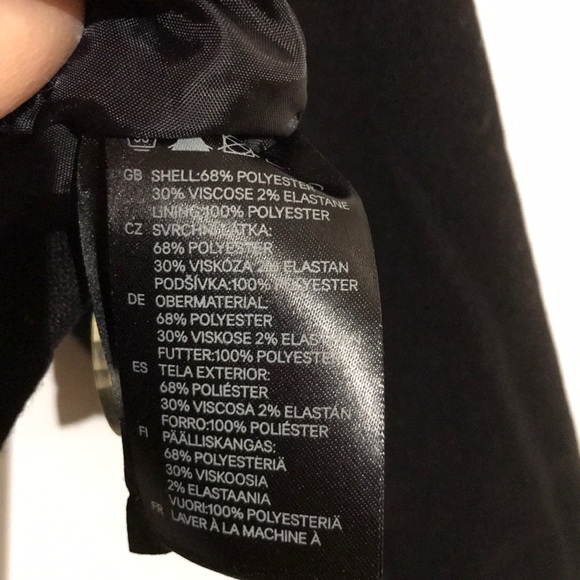 GB SHELL:68% POLYESTER
30% VISCOSE 2% ELASTANE
LINING:100% POLYESTER
CZ SVRCHNI LÁTKA:
68% POLYESTER
30% VISKÓZA 2% ELASTAN
PODŠÍVKA:100% POLYESTER
DE OBERMATERIAL:
68% POLYESTER
30% VISKOSE 2% ELASTAN
FUTTER:100% POLYESTER
ES TELA EXTERIOR:
68% POLIÉSTER
30% VISCOSA 2% ELASTÁN
FORRO:100% POLIÉSTER
FI PÄÄLLISKANGAS:
68% POLYESTERIÄ
30% VISKOOSIA
2% ELASTAANIA
VUORI:100% POLYESTERIÄ
FR LAVER À LA MACHINE À